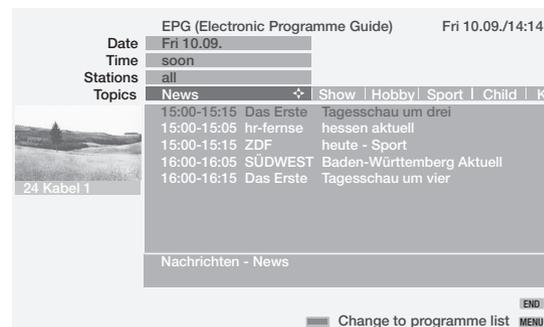 EPG (Electronic Programme Guide) Fri 10.09./14:14
Date Fri 10.09.
Time soon
Stations all
Topics News Show Hobby Sport Child K
15:00-15:15 Das Erste Tagesschau um drei
15:00-15:05 hr-fernse hessen aktuell
15:00-15:15 ZDF heute - Sport
16:00-16:05 SÜDWEST Baden-Württemberg Aktuell
16:00-16:15 Das Erste Tagesschau um vier
24 Kabel 1
Nachrichten - News
END
Change to programme list MENU